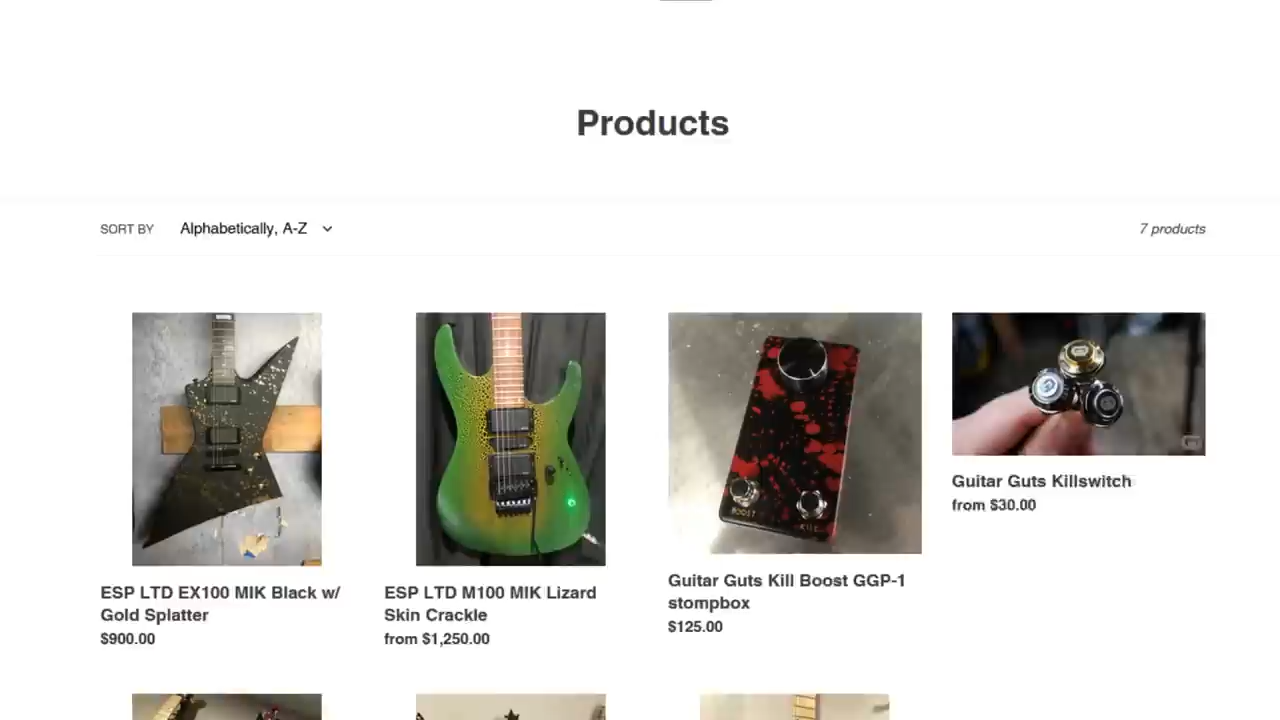 Products
SORT BY Alphabetically, A-Z 7 products
BOOST KILL
ESP LTD EX100 MIK Black w/
Gold Splatter
$900.00
ESP LTD M100 MIK Lizard
Skin Crackle
from $1,250.00
Guitar Guts Kill Boost GGP-1
stompbox
$125.00
Guitar Guts Killswitch
from $30.00